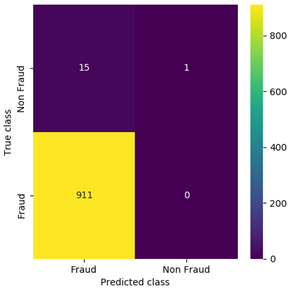 Non Fraud
Fraud
True class
15 1
911 0
Fraud Non Fraud
Predicted class
800
600
400
200
0